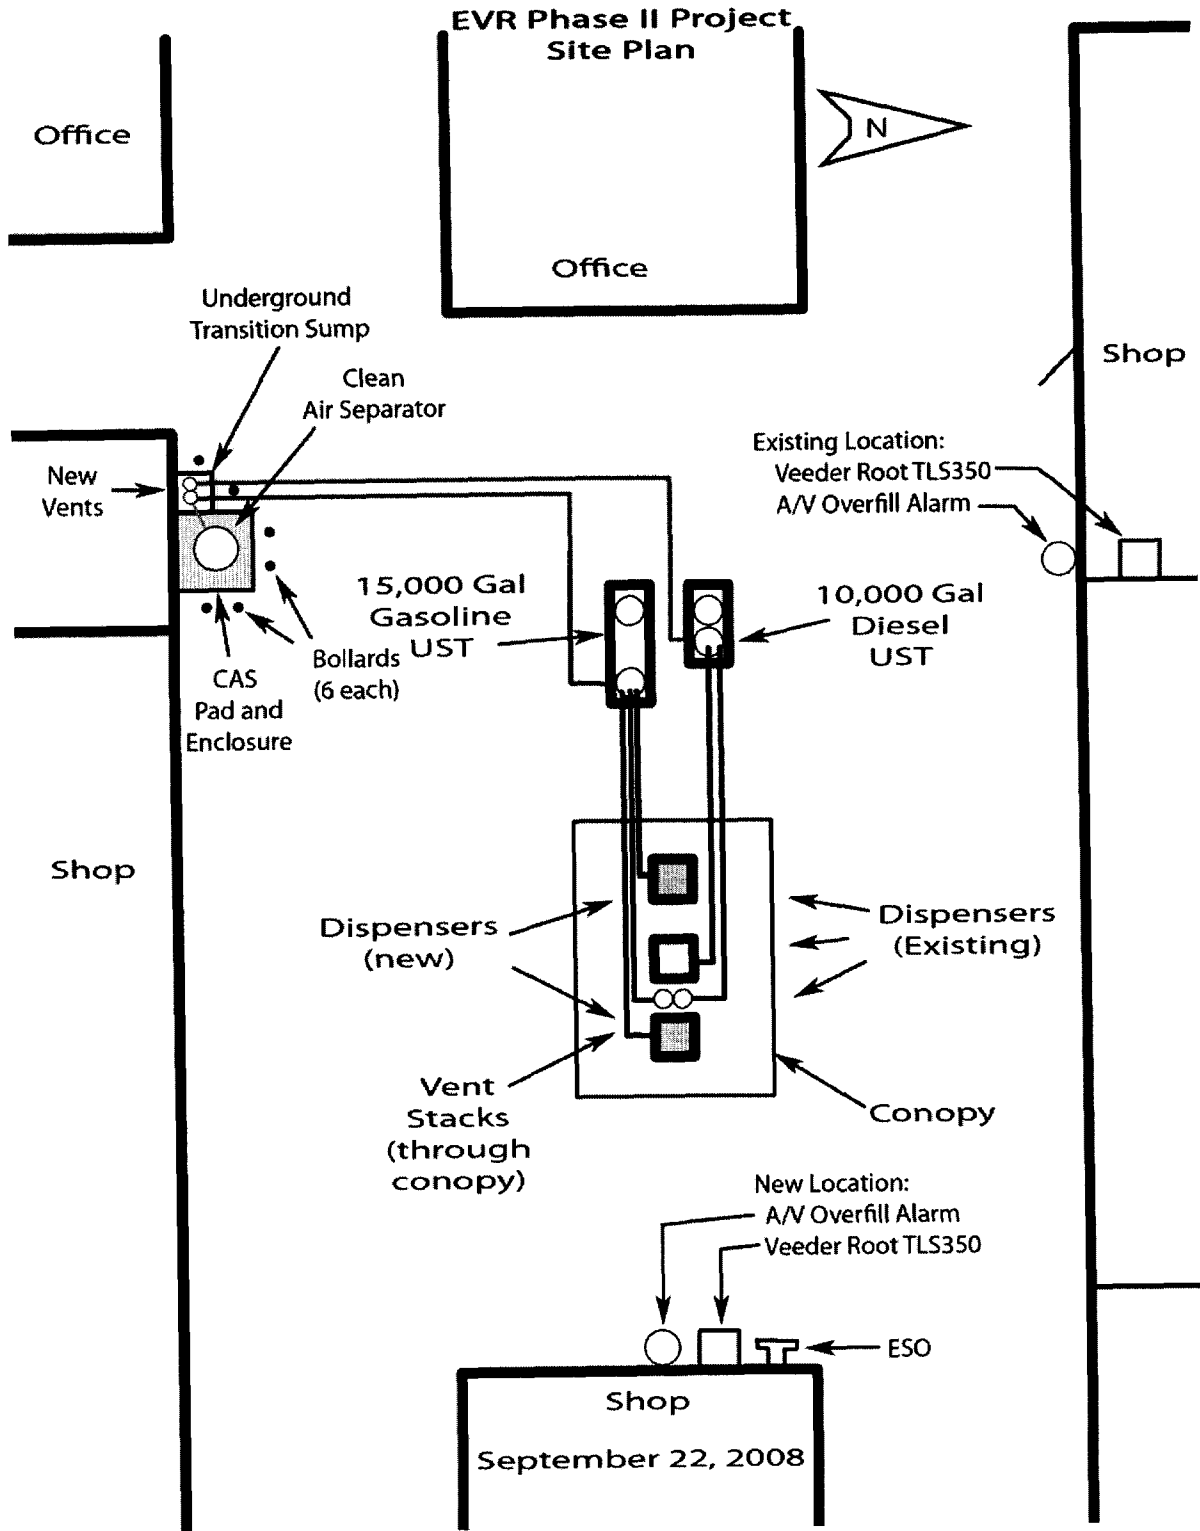 EVR Phase II Project
Site Plan
Office
N
Office
Underground
Transition Sump
Clean
Air Separator
Shop
Existing Location:
Veeder Root TLS350
A/V Overfill Alarm
New
Vents
15,000 Gal
Gasoline
UST
10,000 Gal
Diesel
UST
Bollards
(6 each)
CAS
Pad and
Enclosure
Shop
Dispensers
(new)
Dispensers
(Existing)
Vent
Stacks
(through
conopy)
Conopy
New Location:
A/V Overfill Alarm
Veeder Root TLS350
ESO
Shop
September 22, 2008